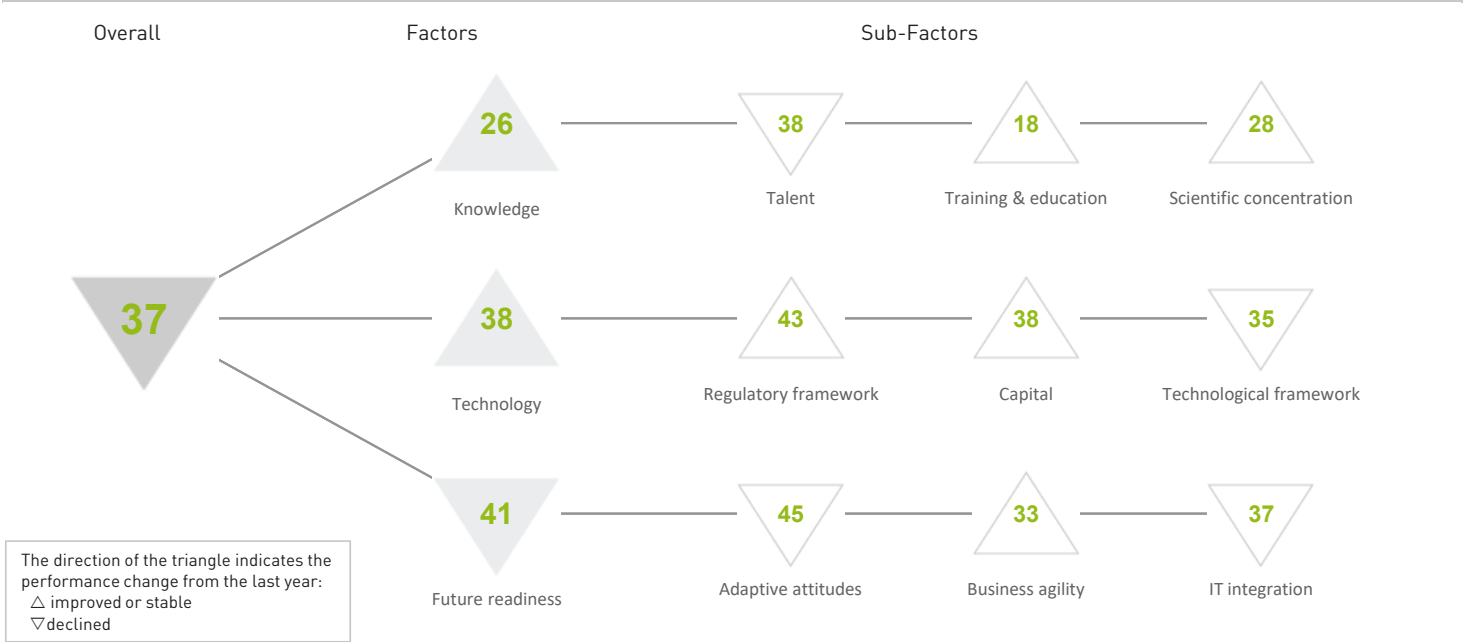 Overall
Factors
Sub-Factors
26
38
18
28
Knowledge
Talent
Training & education
Scientific concentration
37
38
43
38
35
Technology
Regulatory framework
Capital
Technological framework
41
45
33
37
Future readiness
Adaptive attitudes
Business agility
IT integration
The direction of the triangle indicates the
performance change from the last year:
△ improved or stable
▽ declined